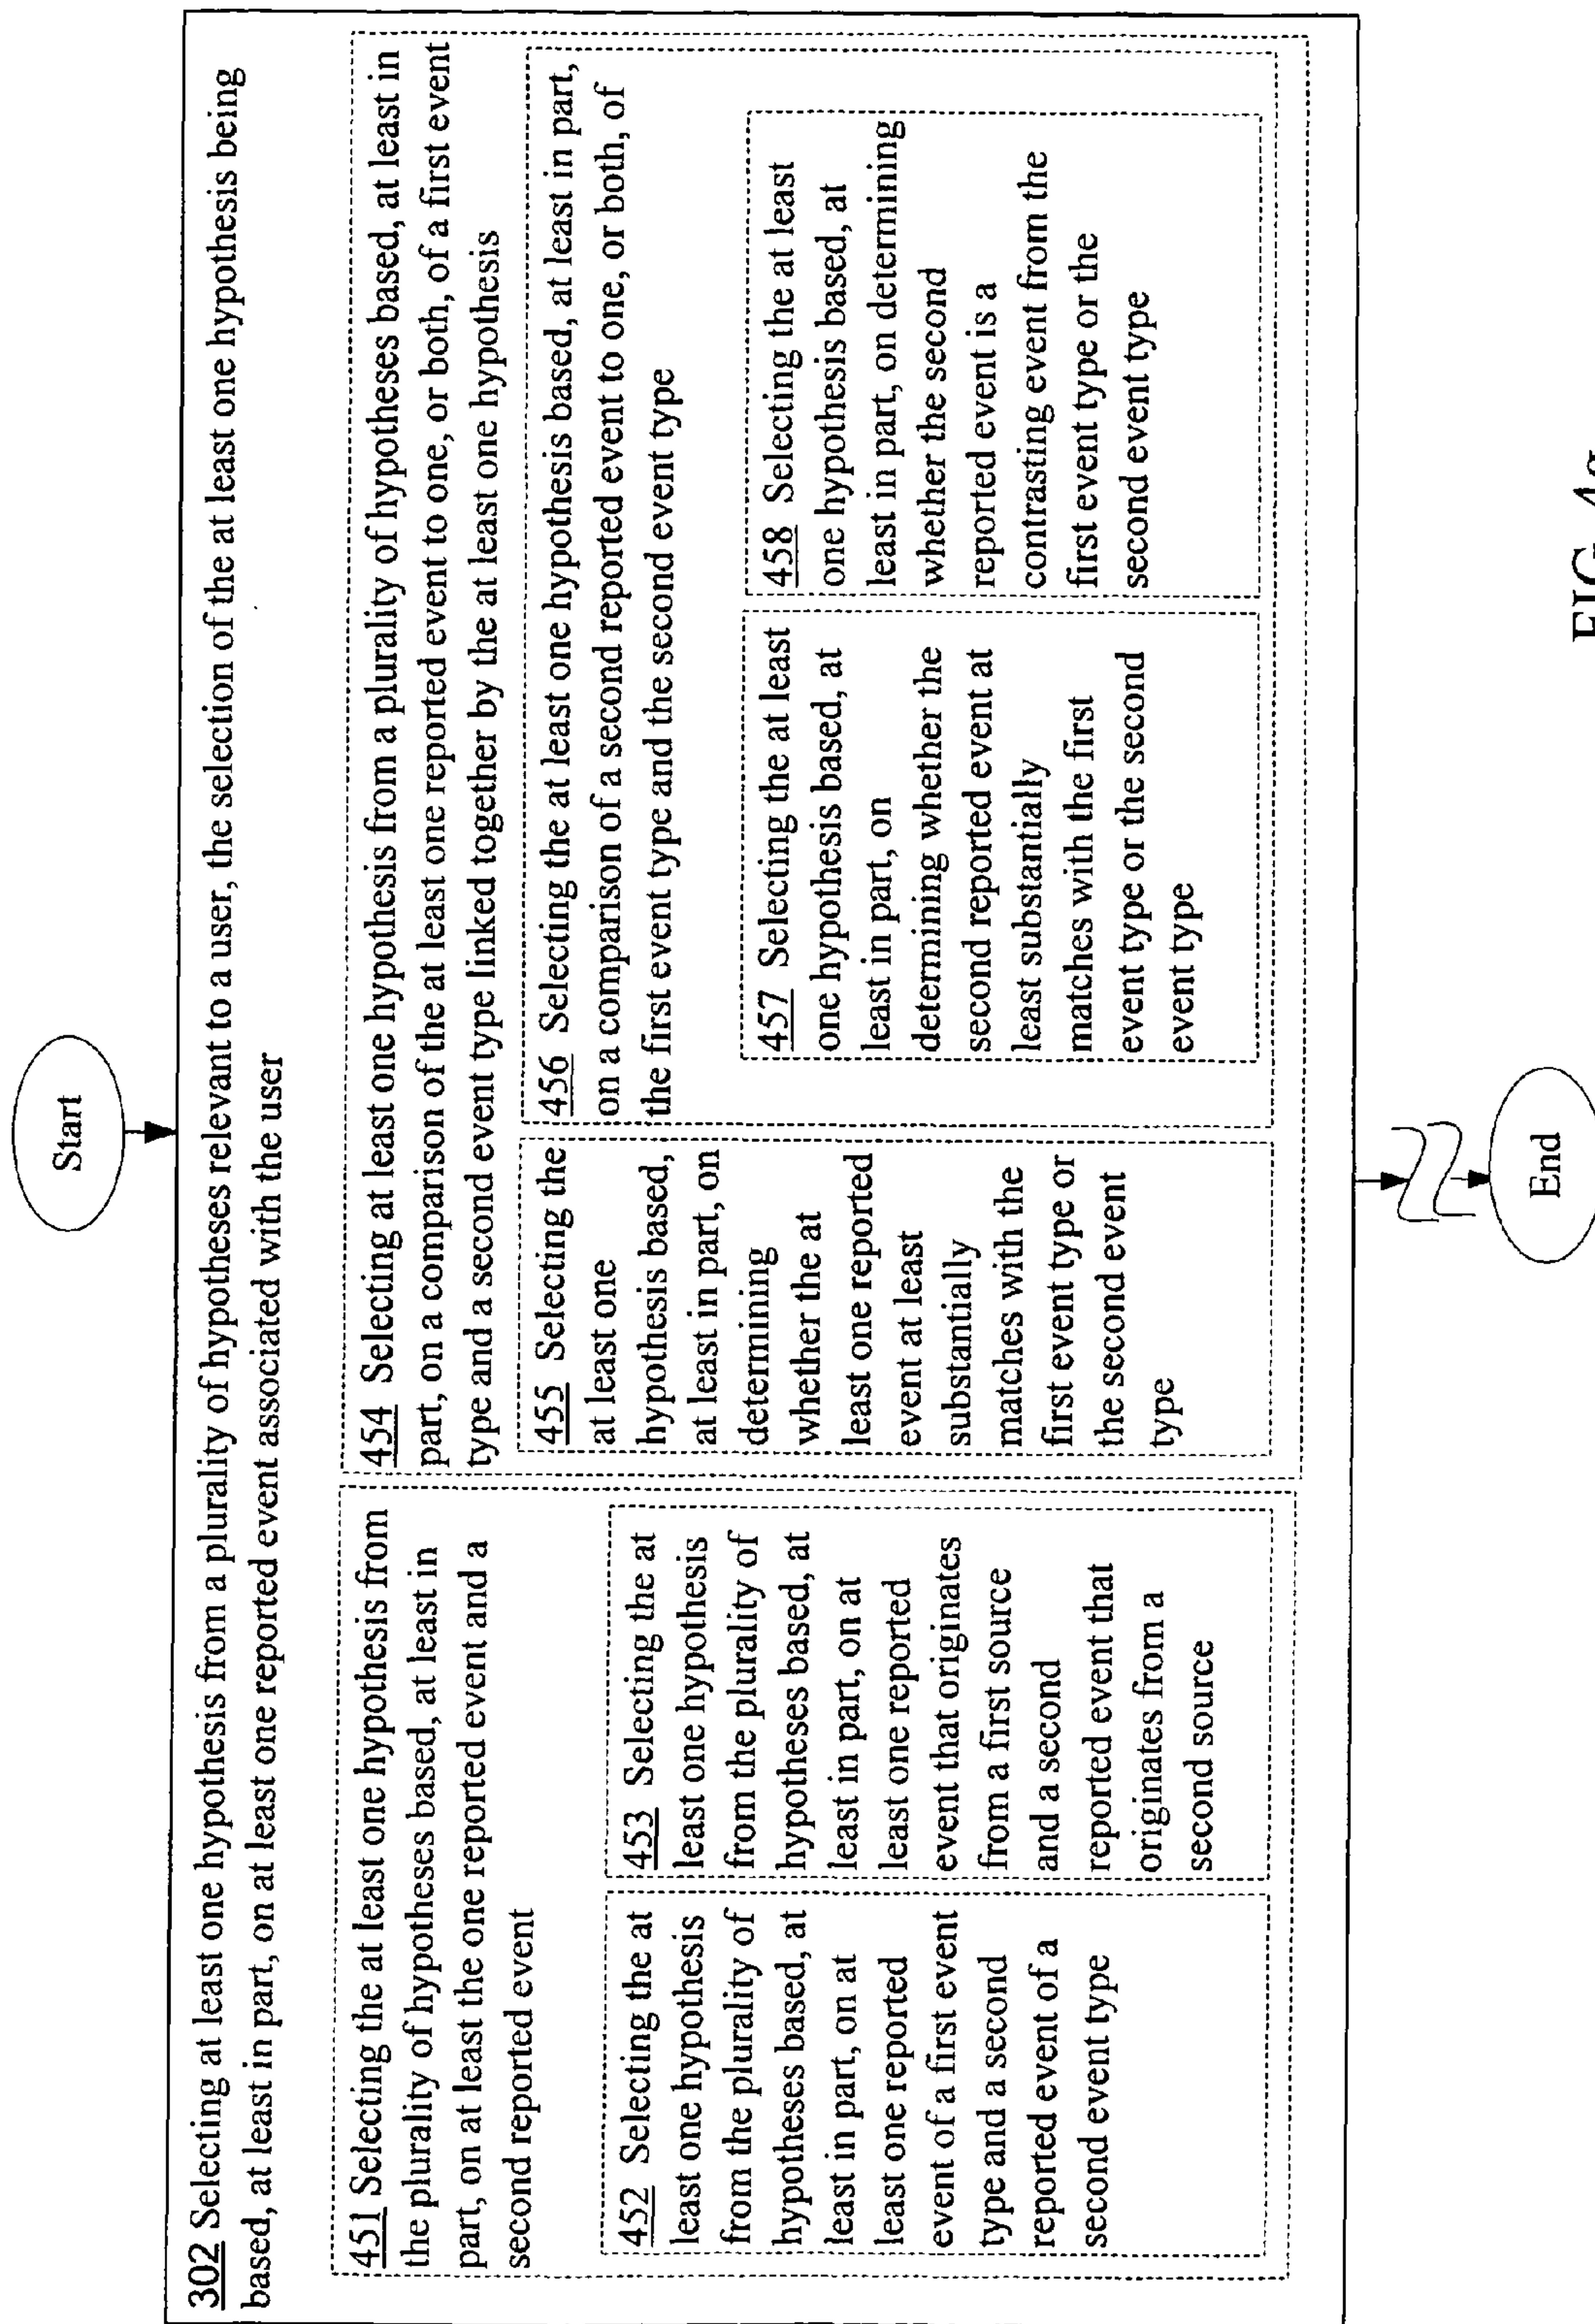 Start
302 Selecting at least one hypothesis from a plurality of hypotheses relevant to a user, the selection of the at least one hypothesis being
based, at least in part, on at least one reported event associated with the user
451 Selecting the at least one hypothesis from
the plurality of hypotheses based, at least in
part, on at least the one reported event and a
second reported event
452 Selecting the at
least one hypothesis
from the plurality of
hypotheses based, at
least in part, on at
least one reported
event of a first event
type and a second
reported event of a
second event type
453 Selecting the at
least one hypothesis
from the plurality of
hypotheses based, at
least in part, on at
least one reported
event that originates
from a first source
and a second
reported event that
originates from a
second source
454 Selecting at least one hypothesis from a plurality of hypotheses based, at least in
part, on a comparison of the at least one reported event to one, or both, of a first event
type and a second event type linked together by the at least one hypothesis
455 Selecting the
at least one
hypothesis based,
at least in part, on
determining
whether the at
least one reported
event at least
substantially
matches with the
first event type or
the second event
type
456 Selecting the at least one hypothesis based, at least in part,
on a comparison of a second reported event to one, or both, of
the first event type and the second event type
457 Selecting the at least
one hypothesis based, at
least in part, on
determining whether the
second reported event at
least substantially
matches with the first
event type or the second
event type
458 Selecting the at least
one hypothesis based, at
least in part, on determining
whether the second
reported event is a
contrasting event from the
first event type or the
second event type
End